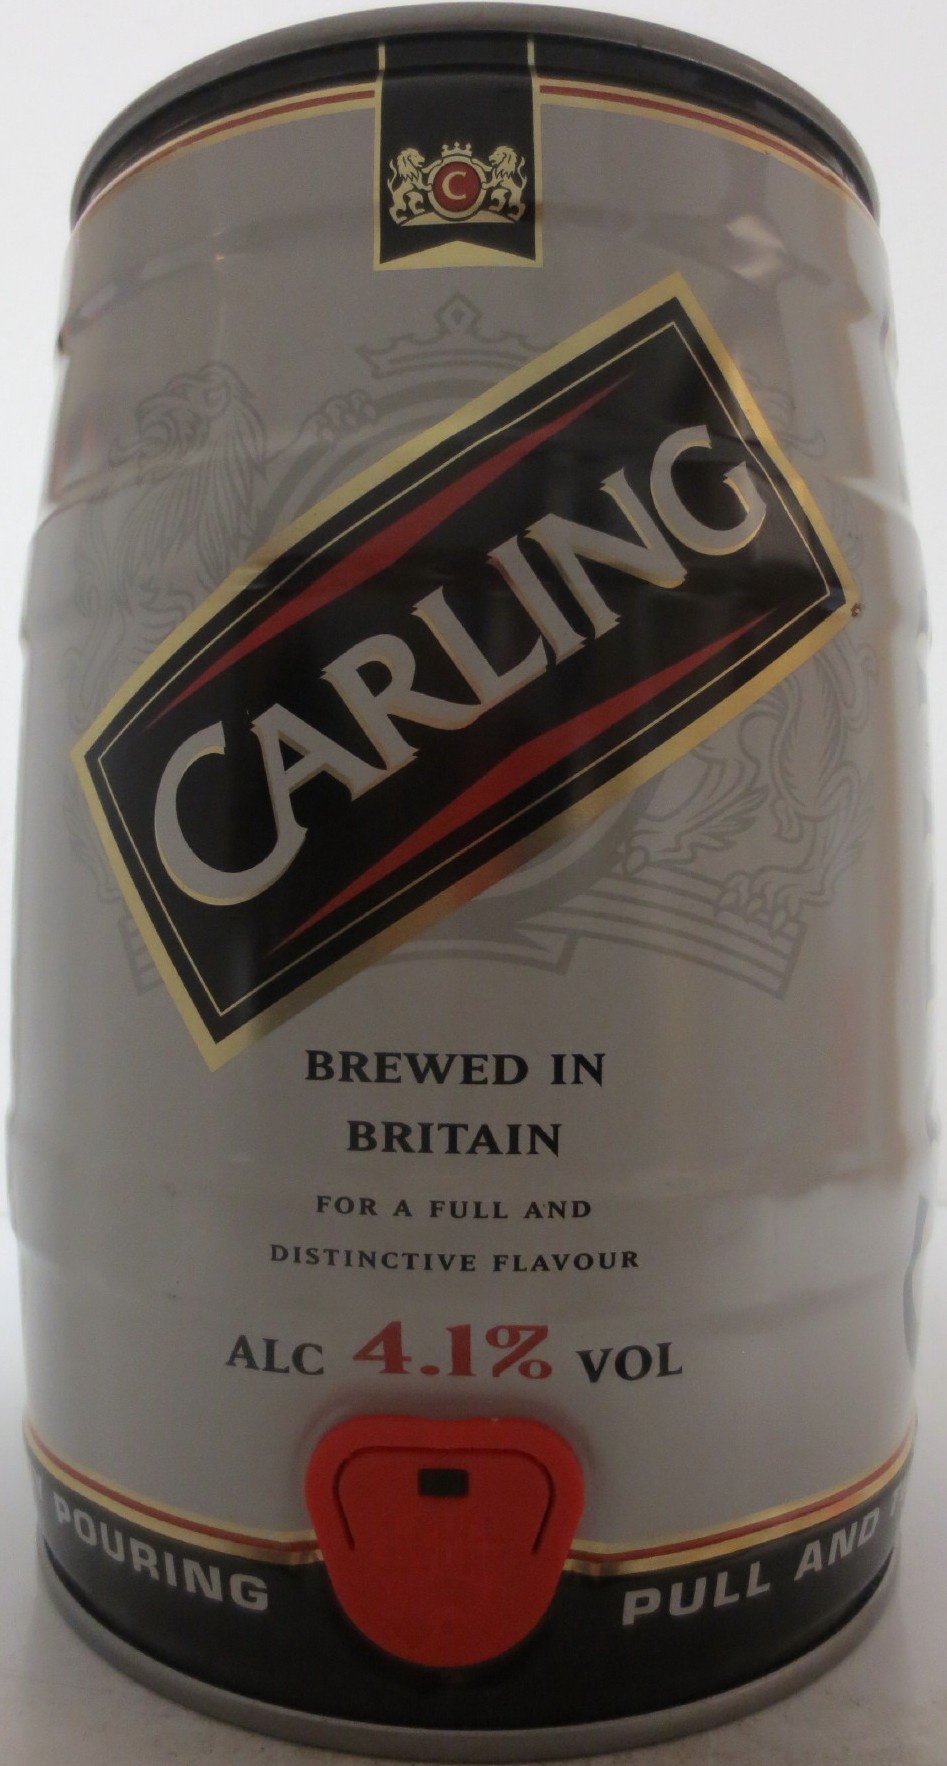 C
CARLING
BREWED IN
BRITAIN
FOR A FULL AND
DISTINCTIVE FLAVOUR
ALC 4.1% VOL
POURING
PULL AND